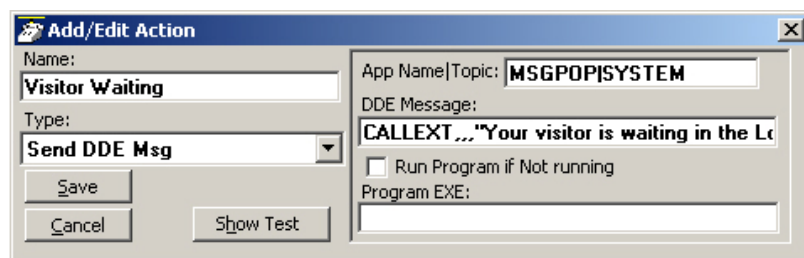 Add/Edit Action
Name:
Visitor Waiting
Type:
Send DDE Msg
Save
Cancel
Show Test
App Name|Topic: MSGPOP|SYSTEM
DDE Message:
CALLEXT,,,"Your visitor is waiting in the
Run Program if Not running
Program EXE: